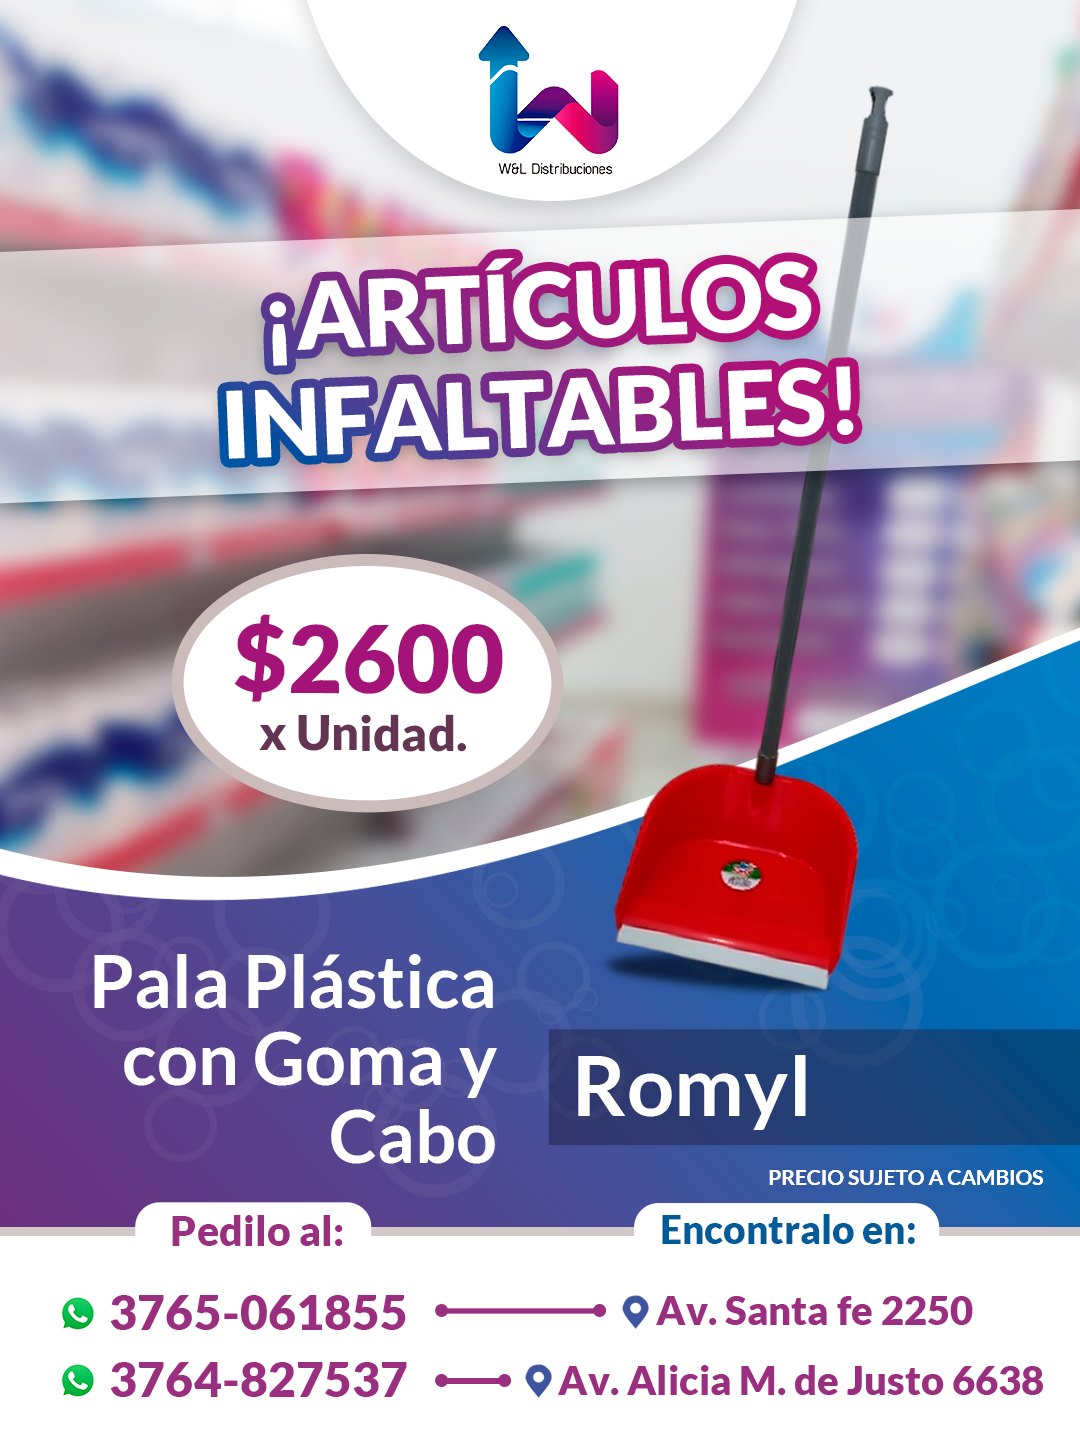 W&L Distribuciones
¡ARTÍCULOS
INFALTABLES!
$2600
x Unidad.
Pala Plástica
con Goma y
Cabo
Romyl
PRECIO SUJETO A CAMBIOS
Pedilo al:
Encontralo en:
3765-061855
Av. Santa fe 2250
3764-827537
Av. Alicia M. de Justo 6638